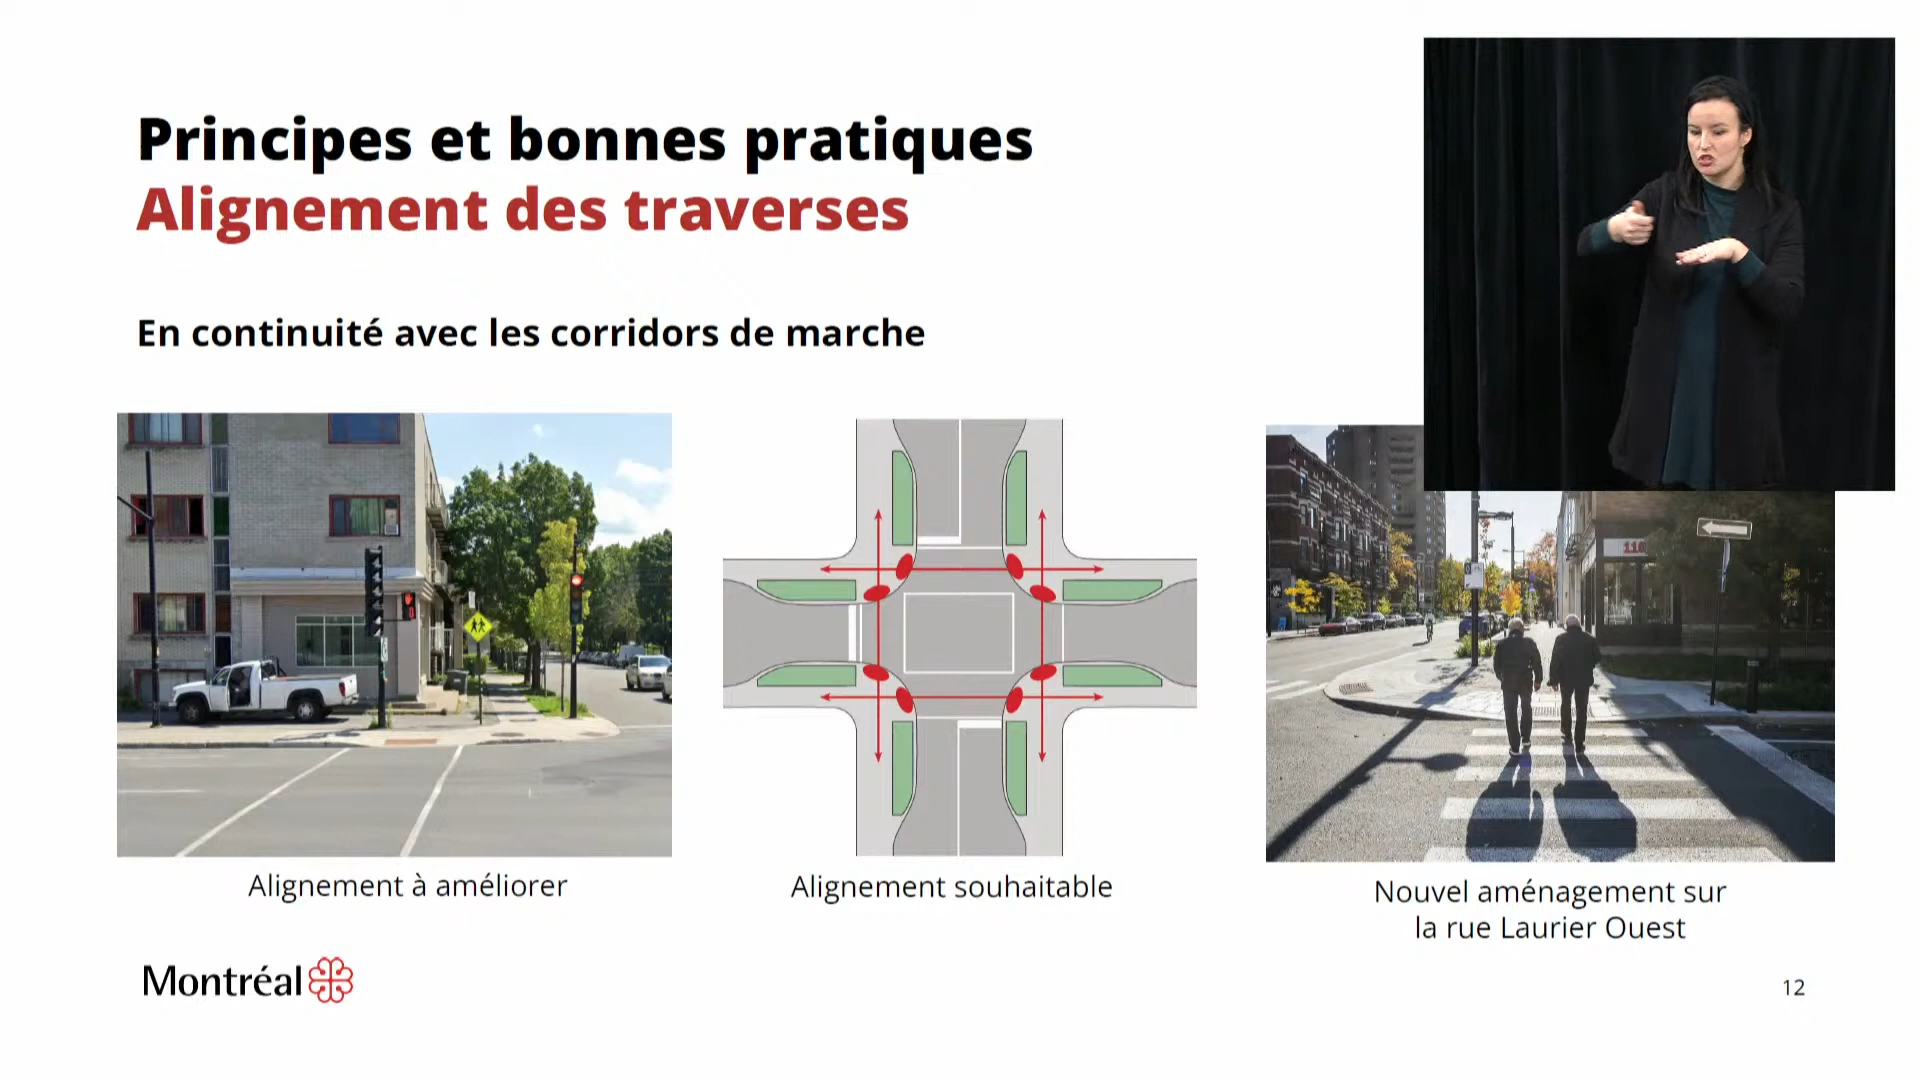 Principes et bonnes pratiques
Alignement des traverses
En continuité avec les corridors de marche
110
Alignement à améliorer
Alignement souhaitable
Nouvel aménagement sur
la rue Laurier Ouest
Montréal
12